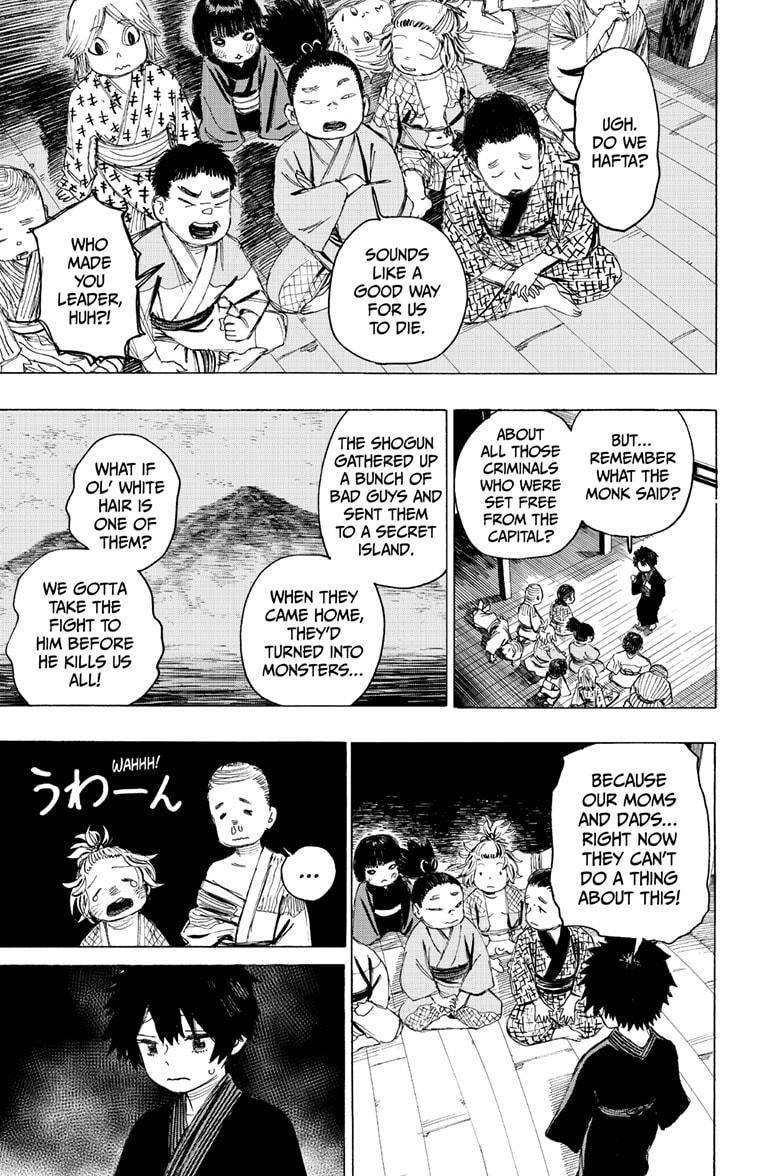 UGH.
DO WE
HAFTA?
SOUNDS
LIKE A
GOOD WAY
FOR US
TO DIE.
WHO
MADE
YOU
LEADER,
HUH?!
BUT...
REMEMBER
WHAT THE
MONK SAID?
ABOUT
ALL THOSE
CRIMINALS
WHO WERE
SET FREE
FROM THE
CAPITAL?
THE SHOGUN
GATHERED UP
A BUNCH OF
BAD GUYS AND
SENT THEM
TO A SECRET
ISLAND.
WHEN THEY
CAME HOME,
THEY'D
TURNED INTO
MONSTERS...
WHAT IF
OL' WHITE
HAIR IS
ONE OF
THEM?
WE GOTTA
TAKE THE
FIGHT TO
HIM BEFORE
HE KILLS US
ALL!
BECAUSE
OUR MOMS
AND DADS...
RIGHT NOW
THEY CAN'T
DO A THING
ABOUT THIS!
...
WAHHH!
うわーん